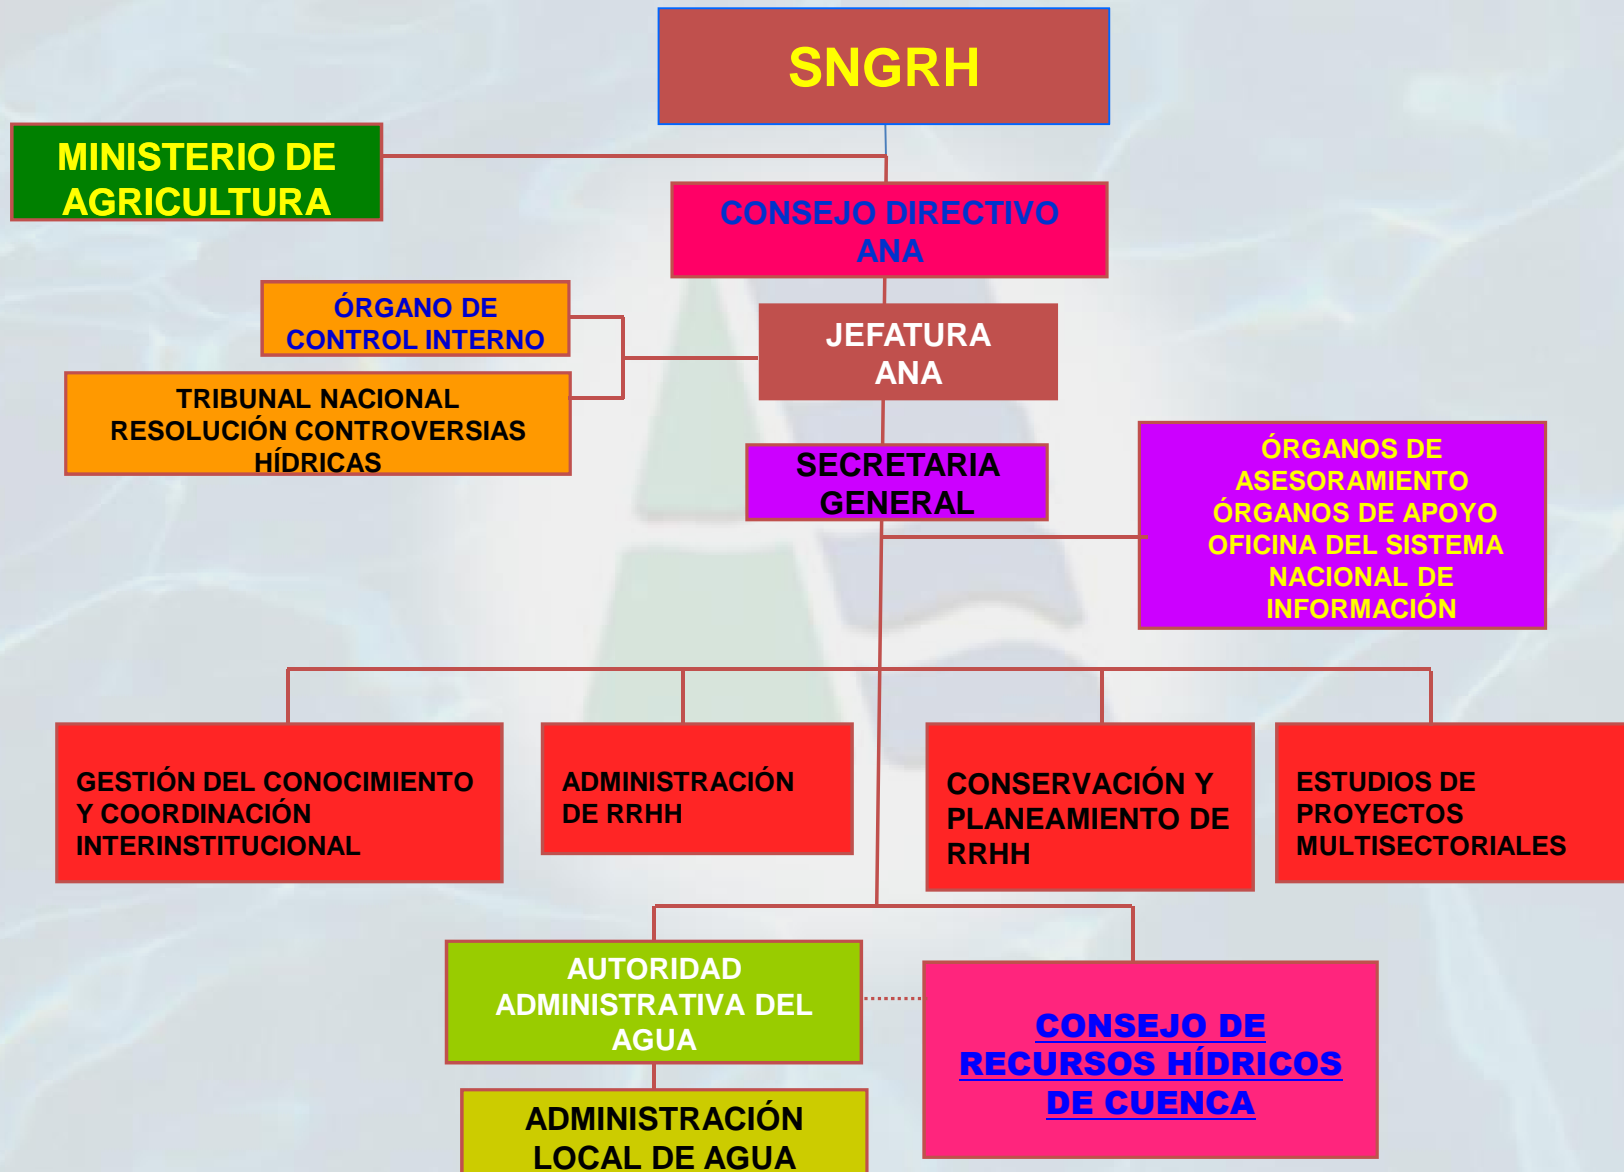 SNGRH
MINISTERIO DE
AGRICULTURA
CONSEJO DIRECTIVO
ANA
ÓRGANO DE
CONTROL INTERNO
JEFATURA
ANA
TRIBUNAL NACIONAL
RESOLUCIÓN CONTROVERSIAS
HÍDRICAS
SECRETARIA
GENERAL
ÓRGANOS DE
ASESORAMIENTO
ÓRGANOS DE APOYO
OFICINA DEL SISTEMA
NACIONAL DE
INFORMACIÓN
GESTIÓN DEL CONOCIMIENTO
Y COORDINACIÓN
INTERINSTITUCIONAL
ADMINISTRACIÓN
DE RRHH
CONSERVACIÓN Y
PLANEAMIENTO DE
RRHH
ESTUDIOS DE
PROYECTOS
MULTISECTORIALES
AUTORIDAD
ADMINISTRATIVA DEL
AGUA
CONSEJO DE
RECURSOS HÍDRICOS
DE CUENCA
ADMINISTRACIÓN
LOCAL DE AGUA